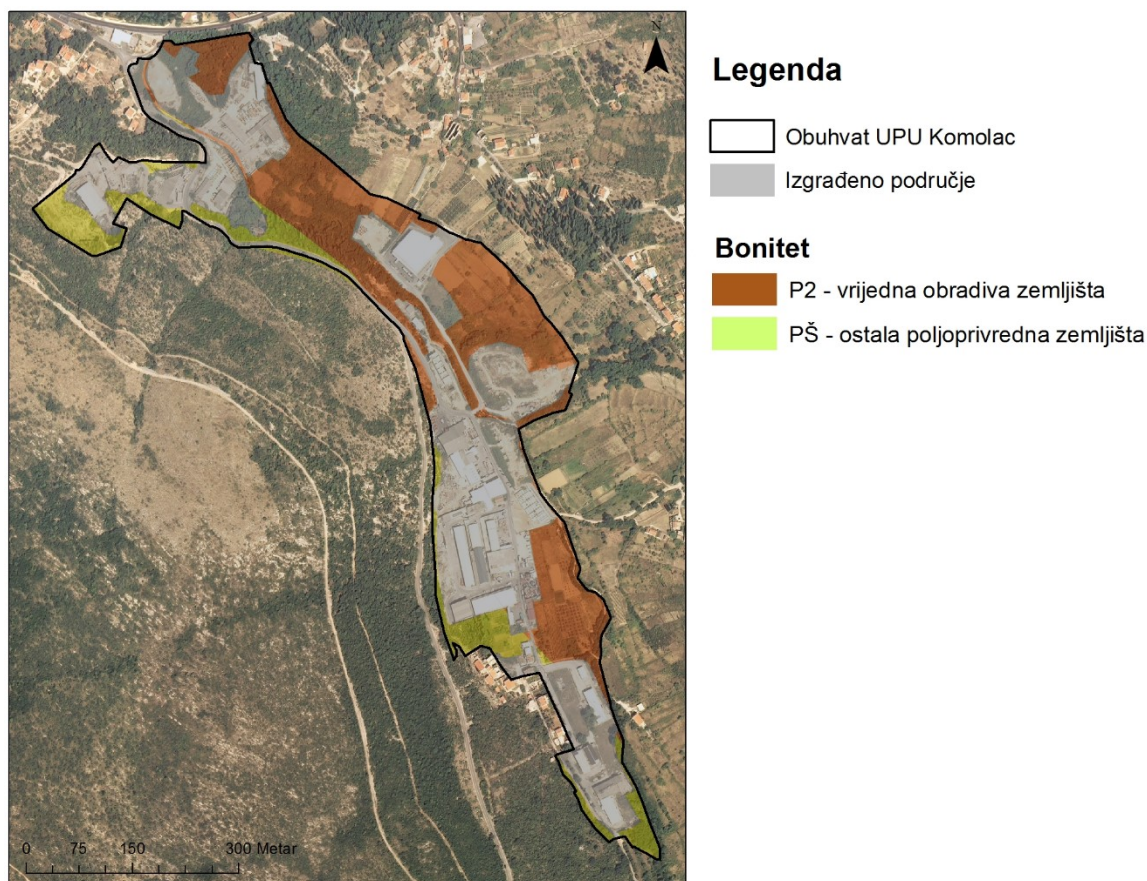 N
Legenda
Obuhvat UPU Komolac
Izgrađeno područje
Bonitet
P2 - vrijedna obradiva zemljišta
PŠ - ostala poljoprivredna zemljišta
0 75 150 300 Metar